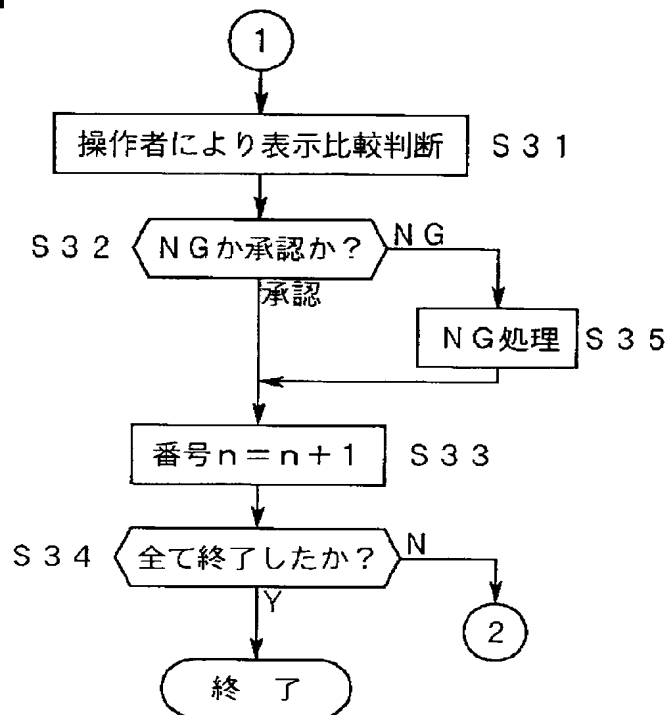 1
操作者により表示比較判断 S31
S32 NGか承認か? NG
承認
NG処理 S35
番号n=n+1 S33
S34 全て終了したか? N
Y
2
終 了